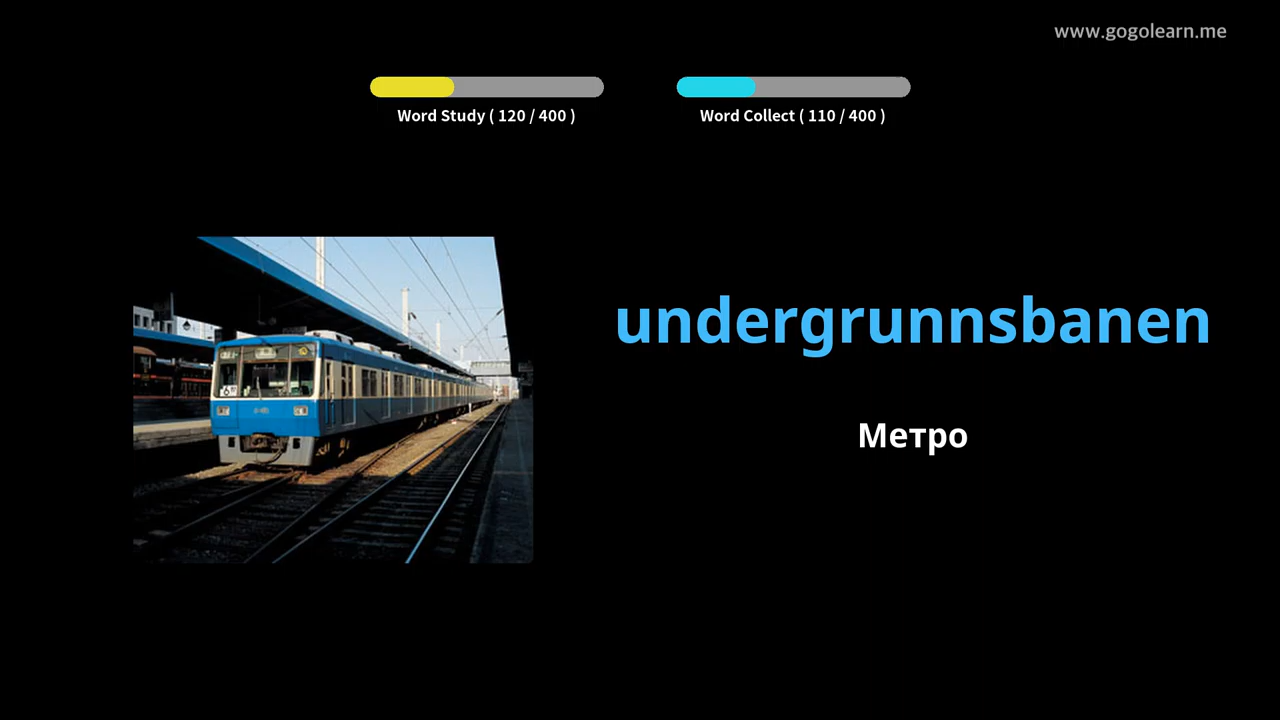 www.gogolearn.me
Word Study ( 120 / 400 )
Word Collect ( 110 / 400 )
undergrunnsbanen
Метро